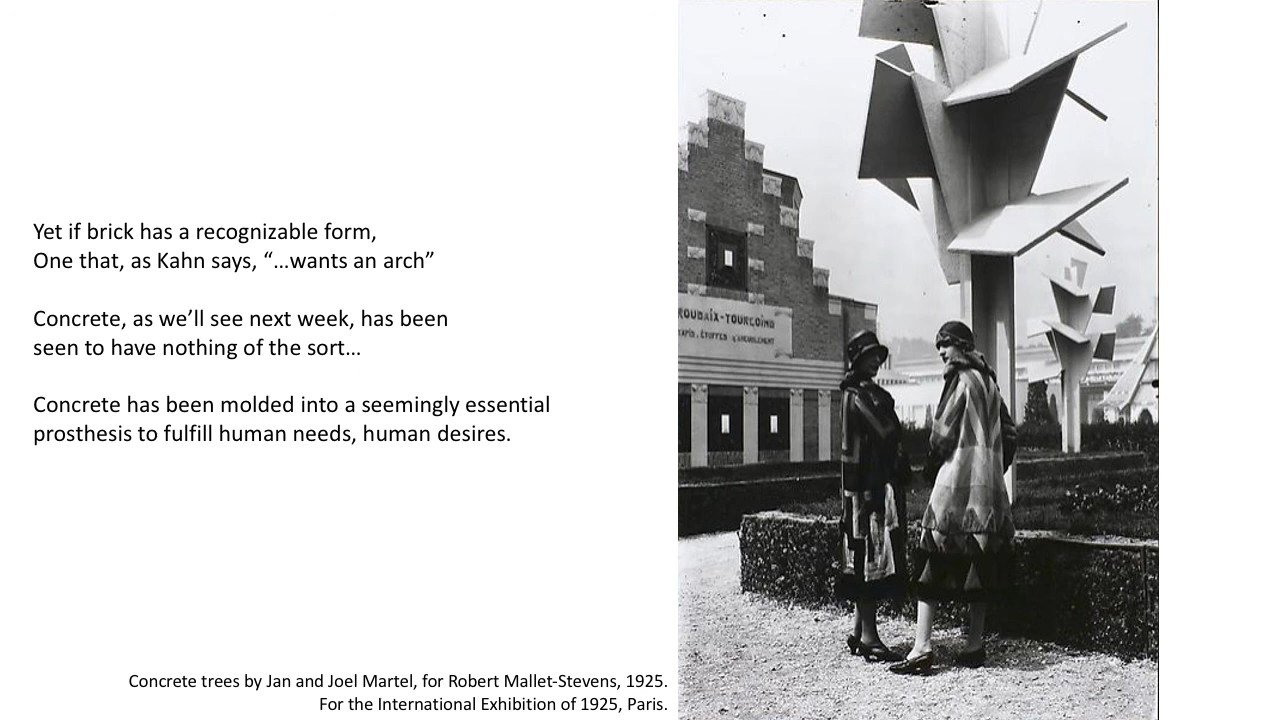 Yet if brick has a recognizable form,
One that, as Kahn says, “…wants an arch”
Concrete, as we’ll see next week, has been
seen to have nothing of the sort…
Concrete has been molded into a seemingly essential
prosthesis to fulfill human needs, human desires.
ROUBAIX-TOURCOING
TAPIS. ÉTOFFES D'AMEUBLEMENT
Concrete trees by Jan and Joel Martel, for Robert Mallet-Stevens, 1925.
For the International Exhibition of 1925, Paris.